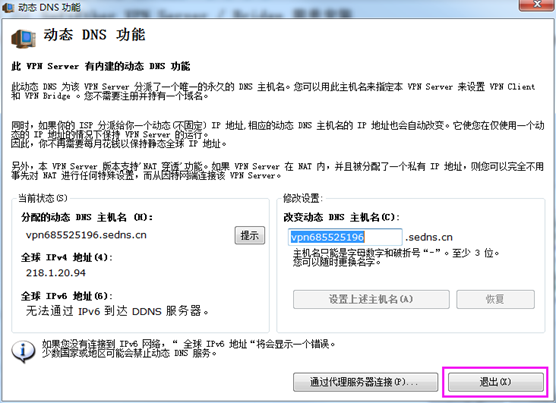 动态 DNS 功能
动态 DNS 功能
此 VPN Server 有内建的动态 DNS 功能
此动态 DNS 为该 VPN Server 分派了一个唯一的永久的 DNS 主机名。您可以用此主机名来指定本 VPN Server 来设置 VPN Client
和 VPN Bridge 。您不需要注册并持有一个域名。
同时，如果你的 ISP 分派给你一个动态(不固定) IP 地址,相应的动态 DNS 主机名的 IP 地址也会自动改变。它使您在仅使用一个动
态的 IP 地址的情况下保持 VPN Server 的运行。
因此，你不再需要每月花钱以保持静态全球 IP 地址。
另外，本 VPN Server 版本支持'NAT 穿透'功能。如果 VPN Server 在 NAT 内，并且被分配了一个私有 IP 地址，则您可以完全不用
事先对 NAT 进行任何特殊设置，而从因特网端连接该 VPN Server。
当前状态(S)
分配的动态 DNS 主机名 (H):
vpn685525196.sedns.cn
提示
全球 IPv4 地址(4):
218.1.20.94
全球 IPv6 地址(6):
无法通过 IPv6 到达 DDNS 服务器。
修改设置:
改变动态 DNS 主机名(C):
vpn685525196 .sedns.cn
主机名只能是字母数字和破折号“-”。至少 3 位。
您可以随时更换名字。
设置上述主机名(A)
恢复
如果您没有连接到 IPv6 网络，“ 全球 IPv6 地址“将会显示一个错误。
少数国家或地区可能会禁止动态 DNS 服务。
通过代理服务器连接(P)...
退出(X)